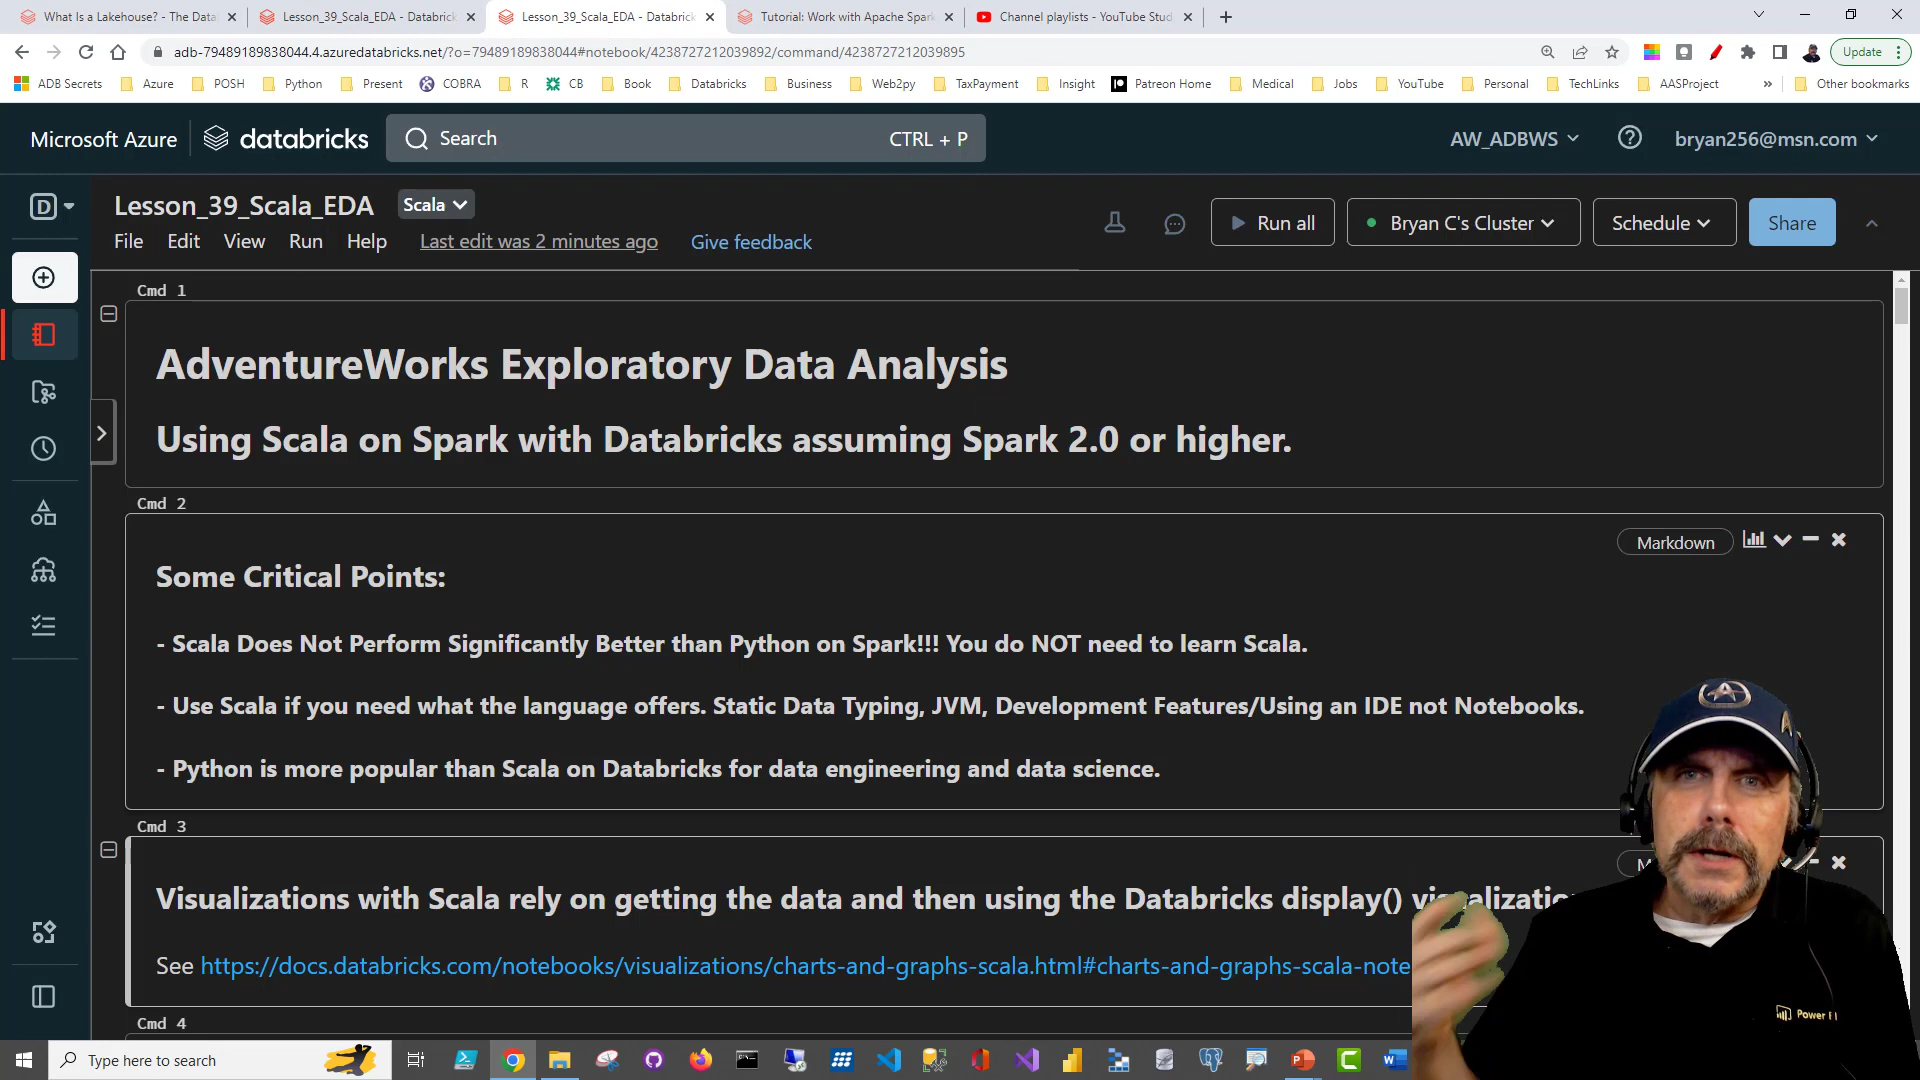 What Is a Lakehouse? - The Data
Lesson_39_Scala_EDA - Databric
Lesson_39_Scala_EDA - Databrick
Tutorial: Work with Apache Spark
Channel playlists - YouTube Stud
adb-79489189838044.4.azuredatabricks.net/?o=79489189838044#notebook/4238727212039892/command/4238727212039895
Update
ADB Secrets
Azure
POSH
Python
Present
COBRA
R
CB
Book
Databricks
Business
Web2py
TaxPayment
Insight
Patreon Home
Medical
Jobs
YouTube
Personal
TechLinks
AASProject
»
Other bookmarks
Microsoft Azure
databricks
Search
CTRL + P
AW_ADBWS
bryan256@msn.com
D
Lesson_39_Scala_EDA
Scala
File Edit View Run Help Last edit was 2 minutes ago Give feedback
Run all
Bryan C's Cluster
Schedule
Share
Cmd 1
AdventureWorks Exploratory Data Analysis
Using Scala on Spark with Databricks assuming Spark 2.0 or higher.
Cmd 2
Markdown
Some Critical Points:
- Scala Does Not Perform Significantly Better than Python on Spark!!! You do NOT need to learn Scala.
- Use Scala if you need what the language offers. Static Data Typing, JVM, Development Features/Using an IDE not Notebooks.
- Python is more popular than Scala on Databricks for data engineering and data science.
Cmd 3
Visualizations with Scala rely on getting the data and then using the Databricks display()
See https://docs.databricks.com/notebooks/visualizations/charts-and-graphs-scala.html#charts-and-graphs-scala-note
Cmd 4
Power
Type here to search